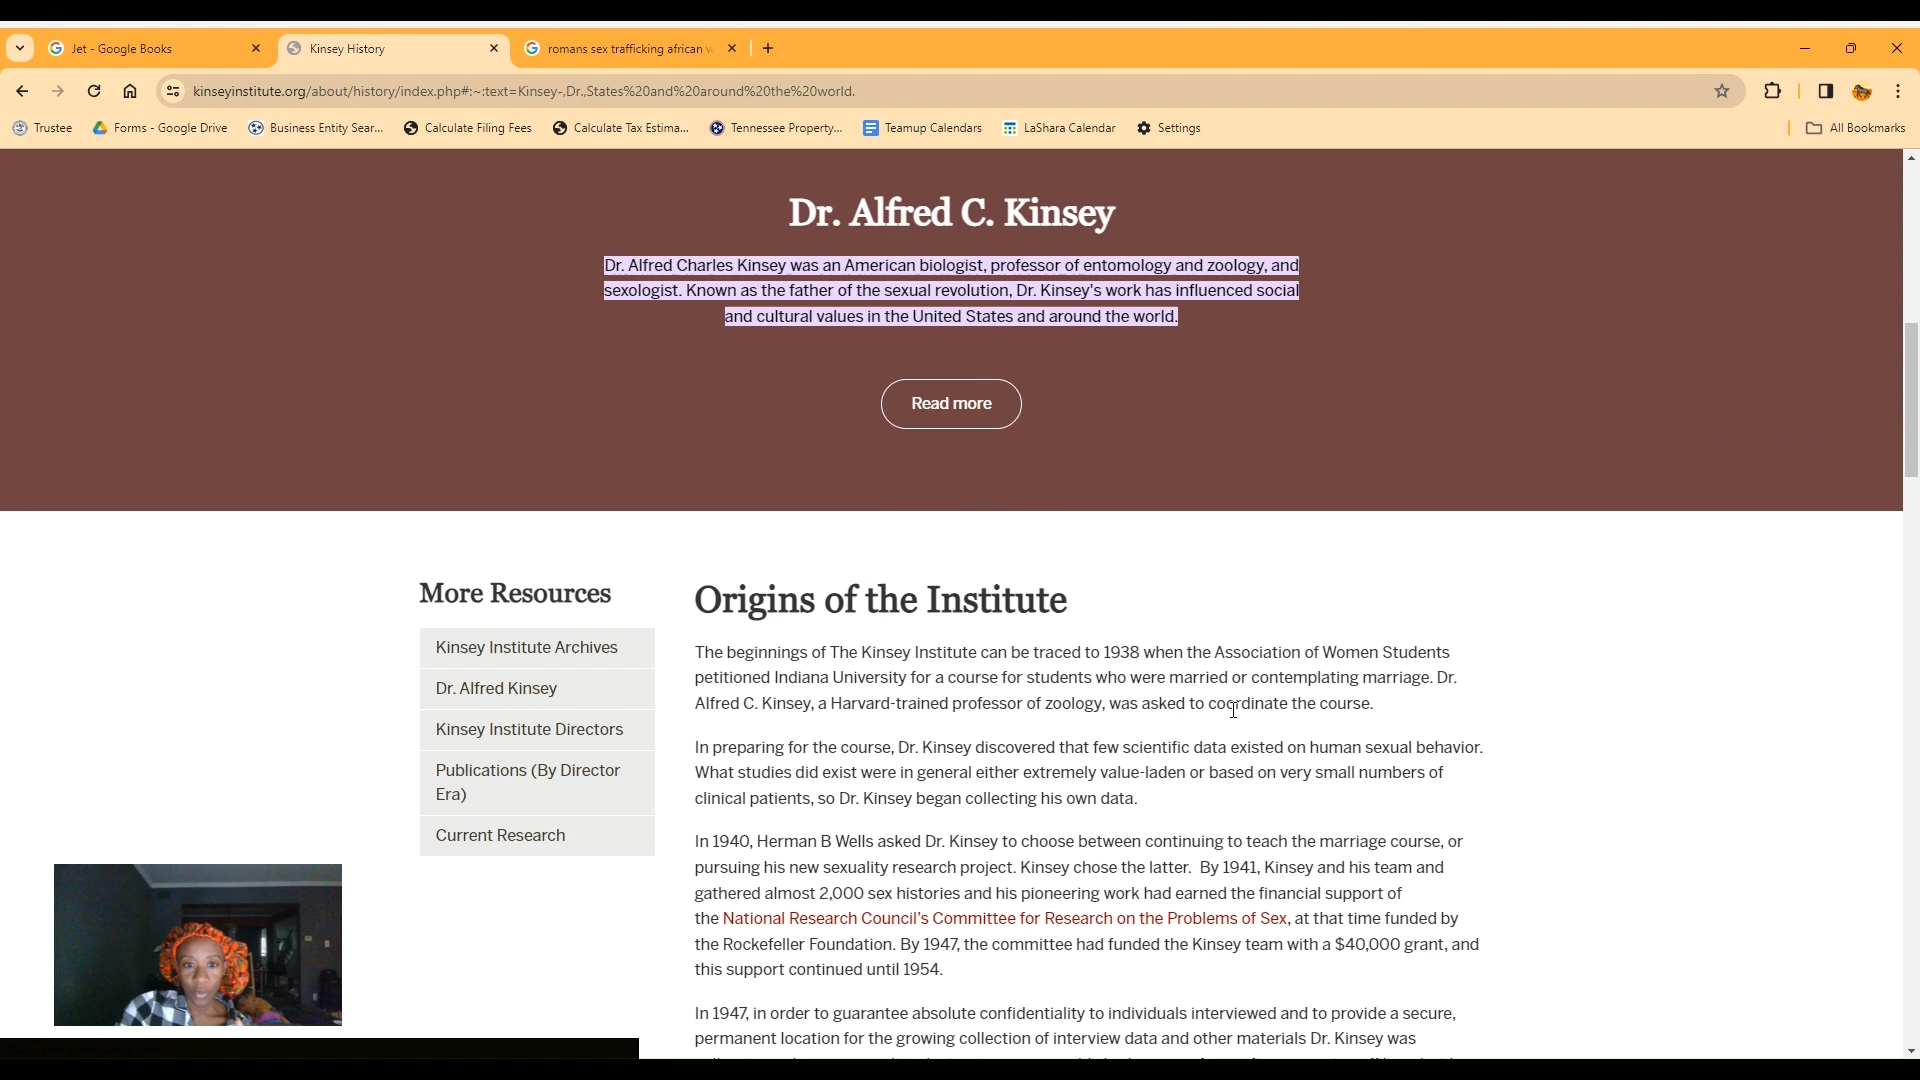 Jet - Google Books
Kinsey History
romans sex trafficking african
kinseyinstitute.org/about/history/index.php#:~:text=Kinsey-,Dr.,States%20and%20around%20the%20world.
Trustee
Forms - Google Drive
Business Entity Sear...
Calculate Filing Fees
Calculate Tax Estima...
Tennessee Property...
Teamup Calendars
LaShara Calendar
Settings
All Bookmarks
Dr. Alfred C. Kinsey
Dr. Alfred Charles Kinsey was an American biologist, professor of entomology and zoology, and
sexologist. Known as the father of the sexual revolution, Dr. Kinsey's work has influenced social
and cultural values in the United States and around the world.
Read more
More Resources
Kinsey Institute Archives
Dr. Alfred Kinsey
Kinsey Institute Directors
Publications (By Director
Era)
Current Research
Origins of the Institute
The beginnings of The Kinsey Institute can be traced to 1938 when the Association of Women Students
petitioned Indiana University for a course for students who were married or contemplating marriage. Dr.
Alfred C. Kinsey, a Harvard-trained professor of zoology, was asked to coordinate the course.
In preparing for the course, Dr. Kinsey discovered that few scientific data existed on human sexual behavior.
What studies did exist were in general either extremely value-laden or based on very small numbers of
clinical patients, so Dr. Kinsey began collecting his own data.
In 1940, Herman B Wells asked Dr. Kinsey to choose between continuing to teach the marriage course, or
pursuing his new sexuality research project. Kinsey chose the latter. By 1941, Kinsey and his team and
gathered almost 2,000 sex histories and his pioneering work had earned the financial support of
the National Research Council's Committee for Research on the Problems of Sex, at that time funded by
the Rockefeller Foundation. By 1947, the committee had funded the Kinsey team with a $40,000 grant, and
this support continued until 1954.
In 1947, in order to guarantee absolute confidentiality to individuals interviewed and to provide a secure,
permanent location for the growing collection of interview data and other materials Dr. Kinsey was